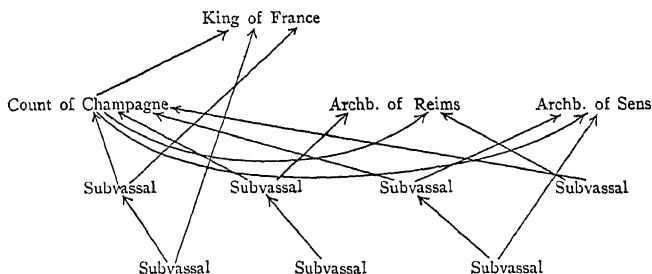 King of France
Count of Champagne Archb. of Reims Archb. of Sens
Subvassal Subvassal Subvassal Subvassal
Subvassal Subvassal Subvassal